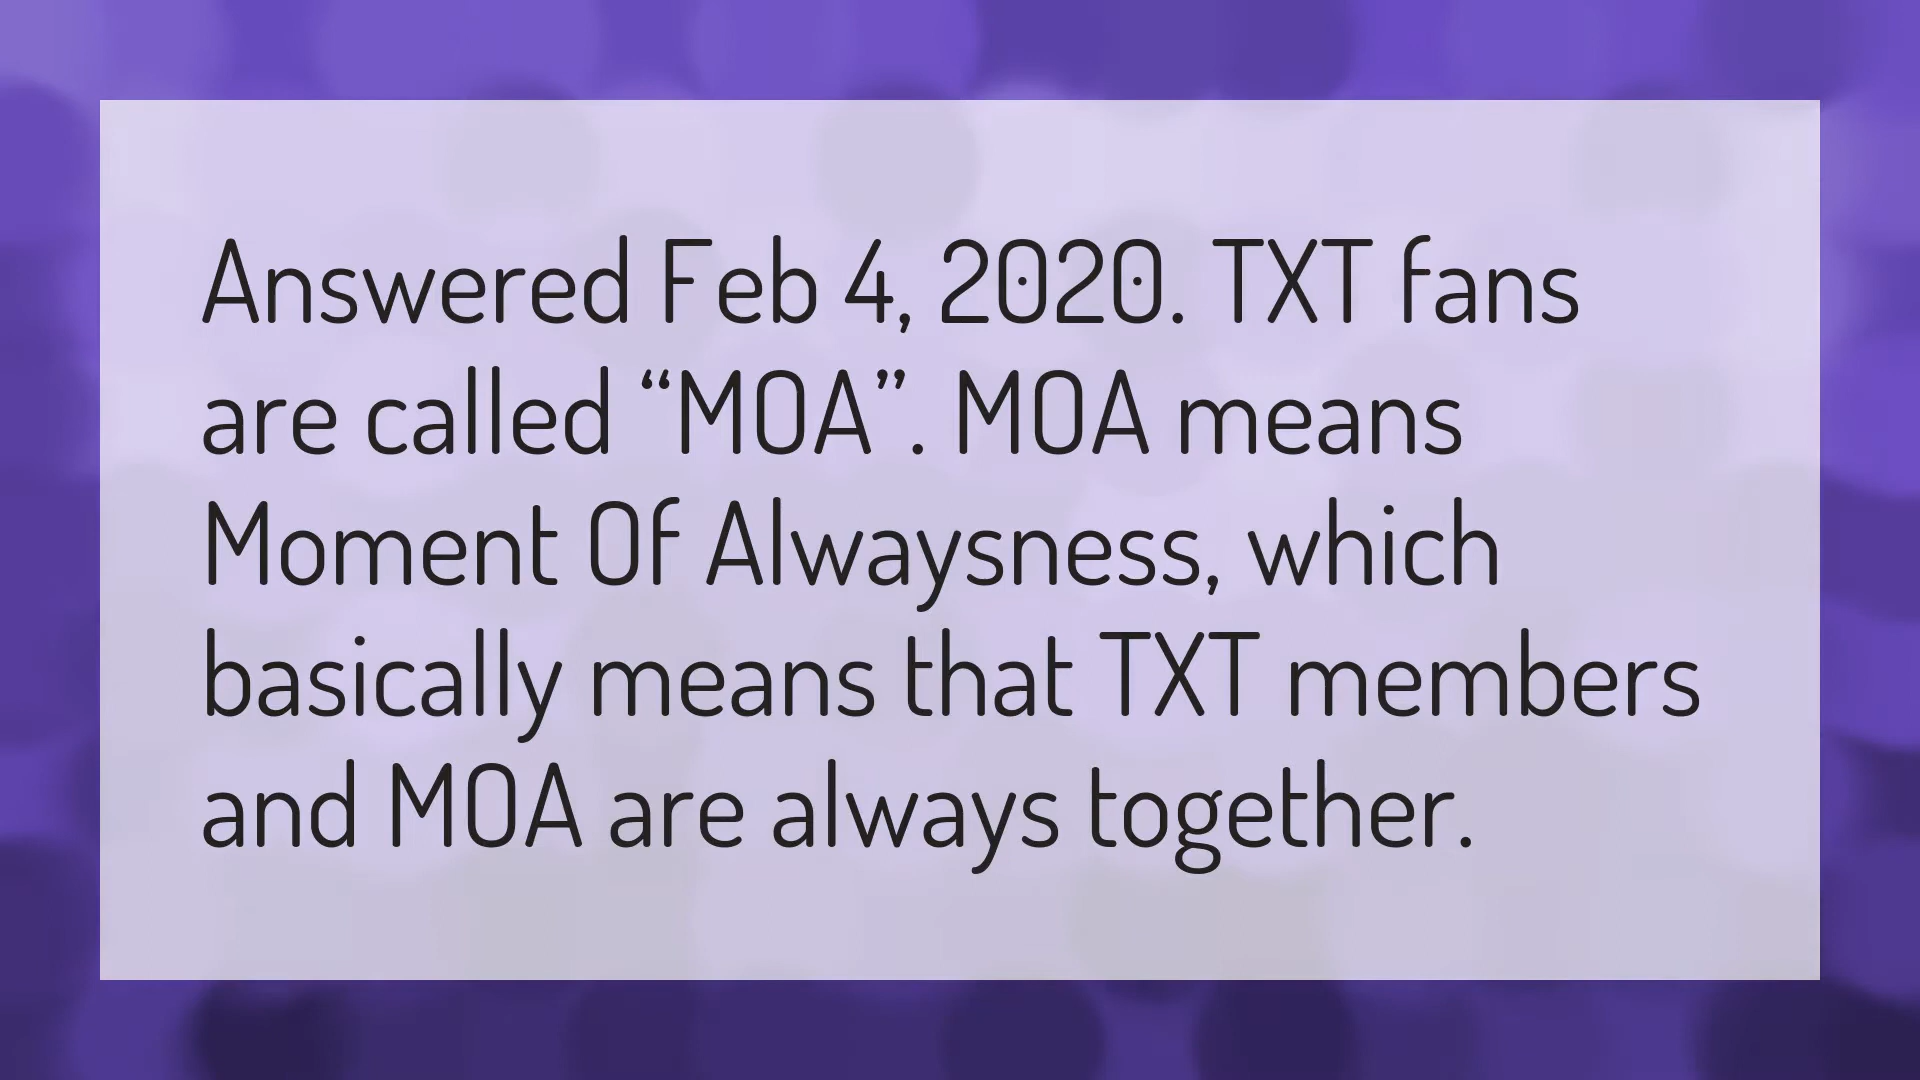 Answered Feb 4, 2020. TXT fans
are called “MOA”. MOA means
Moment Of Alwaysness, which
basically means that TXT members
and MOA are always together.